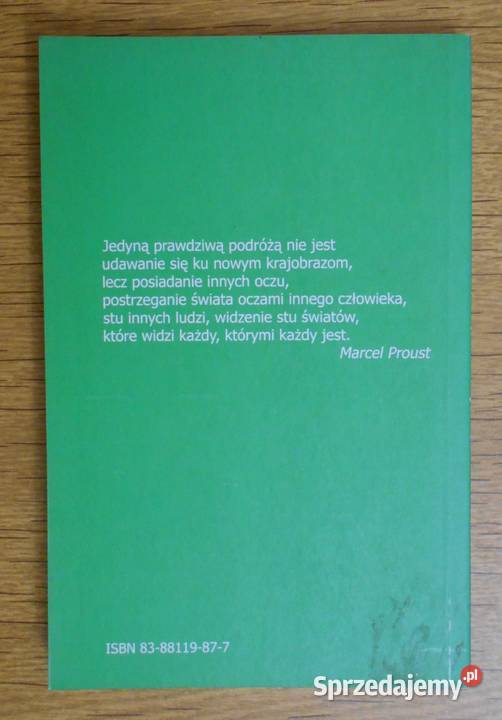 Jedyną prawdziwą podróżą nie jest
udawanie się ku nowym krajobrazom,
lecz posiadanie innych oczu,
postrzeganie świata oczami innego człowieka,
stu innych ludzi, widzenie stu światów,
które widzi każdy, którymi każdy jest.
Marcel Proust
ISBN 83-88119-87-7
Sprzedajemy.pl